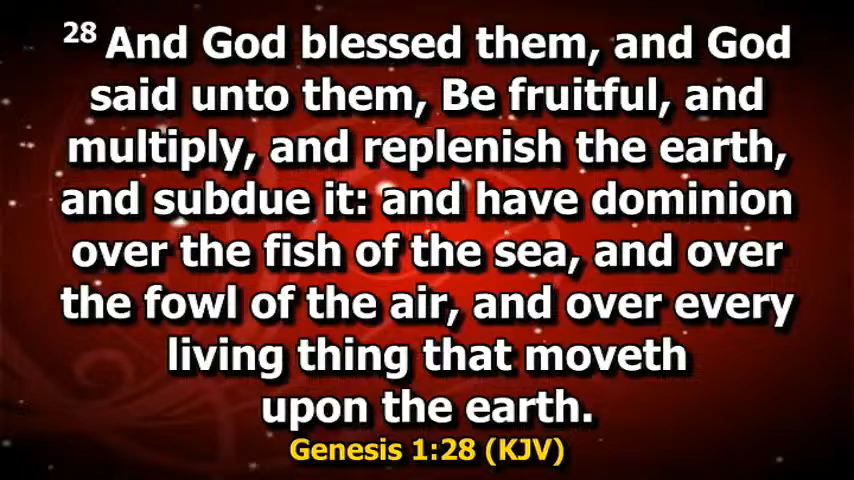 28 And God blessed them, and God
said unto them, Be fruitful, and
multiply, and replenish the earth,
and subdue it: and have dominion
over the fish of the sea, and over
the fowl of the air, and over every
living thing that moveth
upon the earth.
Genesis 1:28 (KJV)